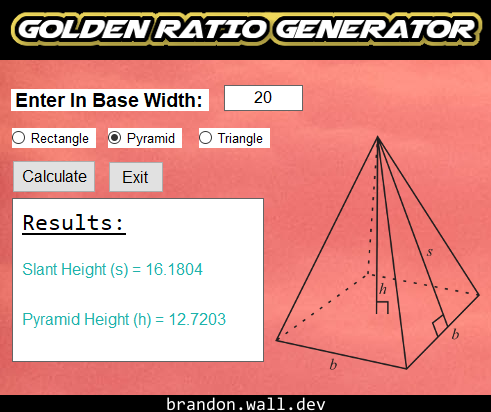 GOLDEN RATIO GENERATOR
Enter In Base Width: 20
Rectangle Pyramid Triangle
Calculate Exit
Results:
Slant Height (s) = 16.1804
Pyramid Height (h) = 12.7203
s
h
b
b
brandon.wall.dev